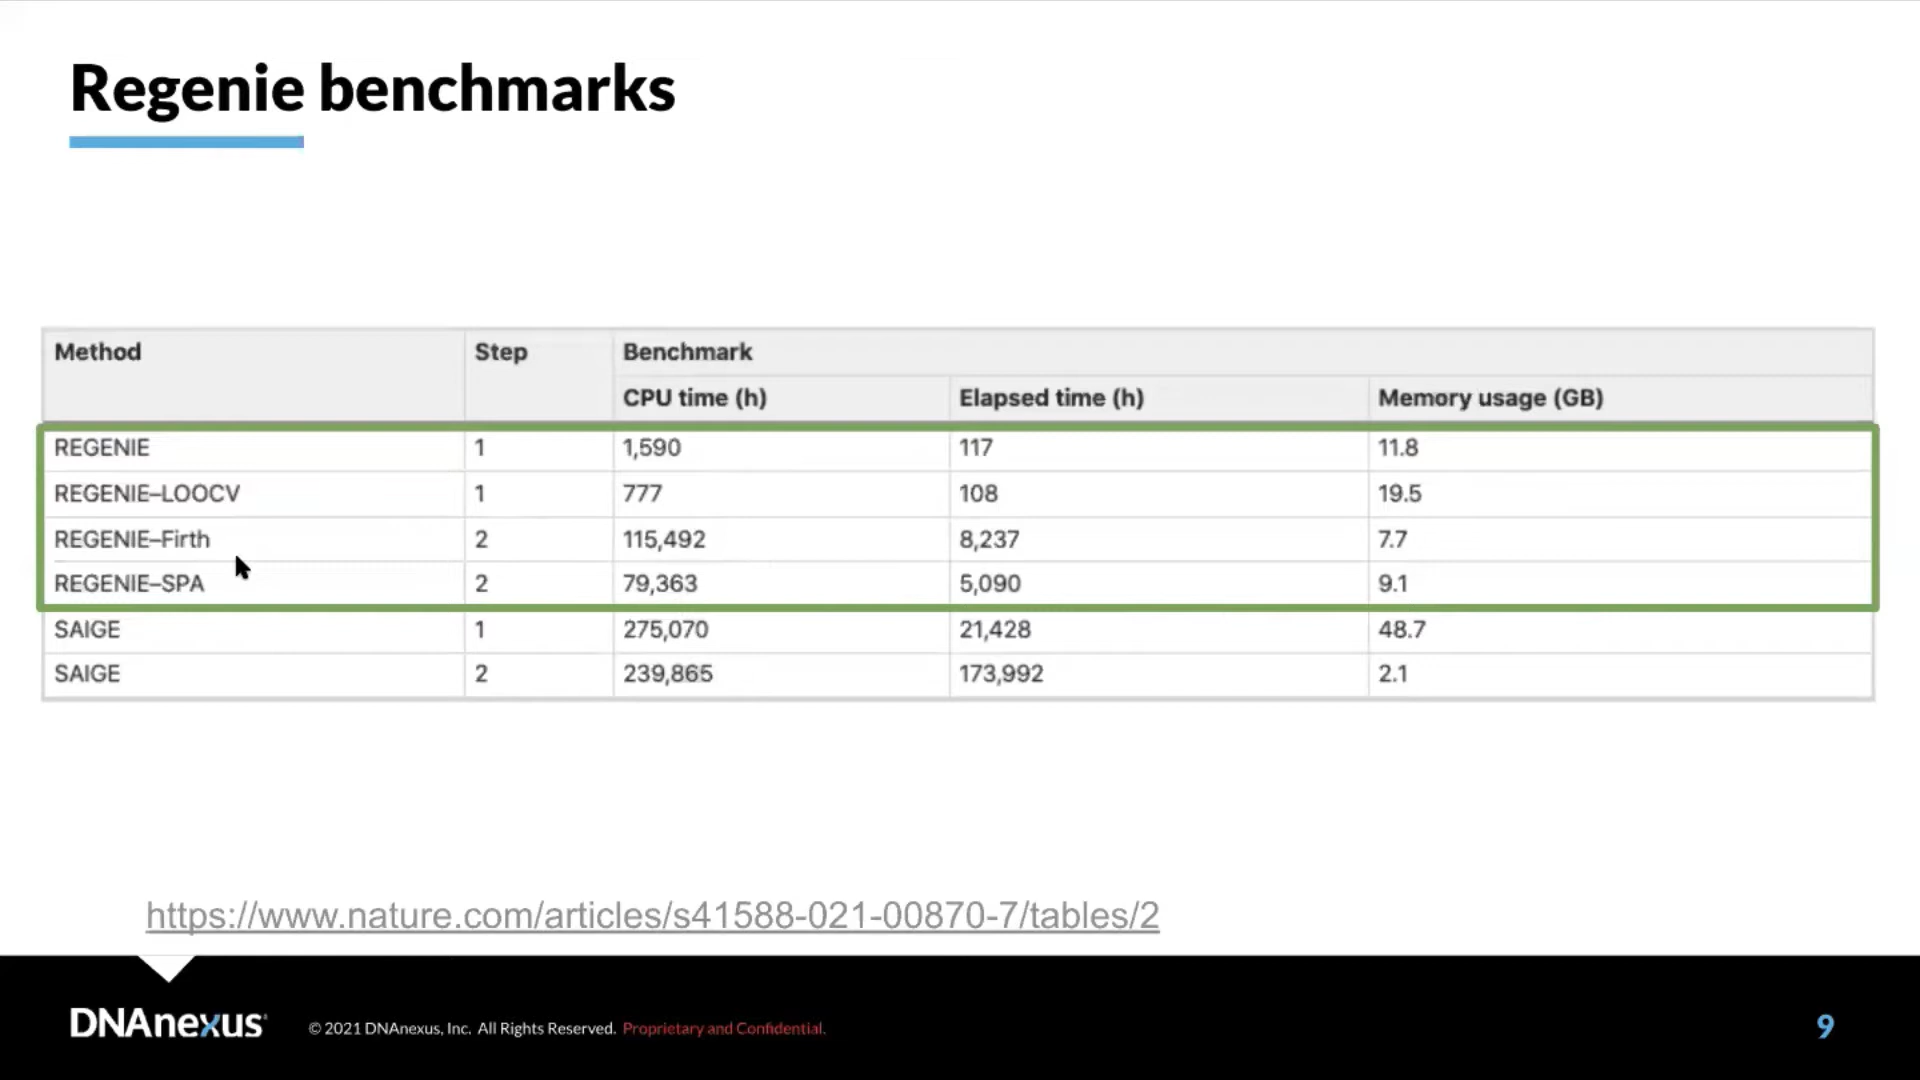 Regenie benchmarks
Method Step Benchmark
CPU time (h) Elapsed time (h) Memory usage (GB)
REGENIE 1 1,590 117 11.8
REGENIE–LOOCV 1 777 108 19.5
REGENIE–Firth 2 115,492 8,237 7.7
REGENIE–SPA 2 79,363 5,090 9.1
SAIGE 1 275,070 21,428 48.7
SAIGE 2 239,865 173,992 2.1
https://www.nature.com/articles/s41588-021-00870-7/tables/2
DNAnexus © 2021 DNAnexus, Inc. All Rights Reserved. Proprietary and Confidential. 9